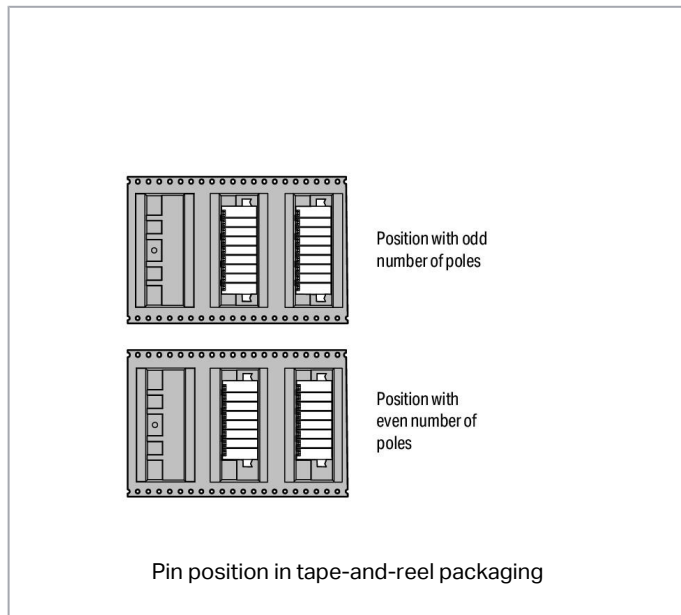 Position with odd
number of poles
Position with
even number of
poles
Pin position in tape-and-reel packaging